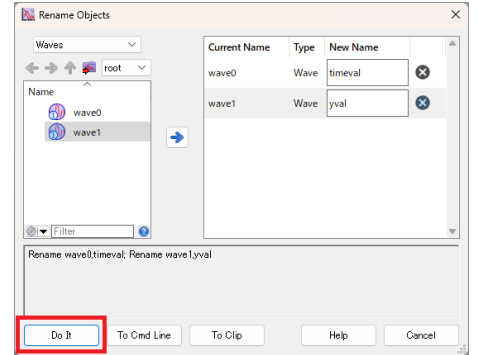 Rename Objects
Waves
root
Name
wave0
wave1
Filter
Current Name Type New Name
wave0 Wave timeval
wave1 Wave yval
Rename wave0,timeval; Rename wave1,yval
Do It To Cmd Line To Clip Help Cancel